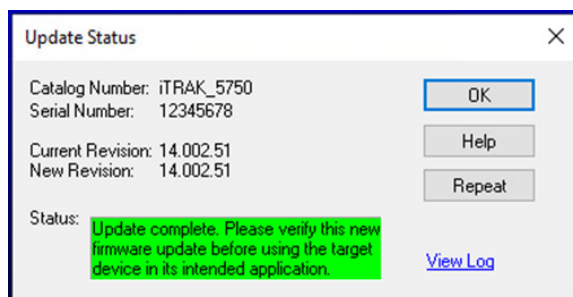 Update Status
Catalog Number: iTRAK_5750
Serial Number: 12345678
Current Revision: 14.002.51
New Revision: 14.002.51
Status:
Update complete. Please verify this new
firmware update before using the target
device in its intended application.
OK
Help
Repeat
View Log